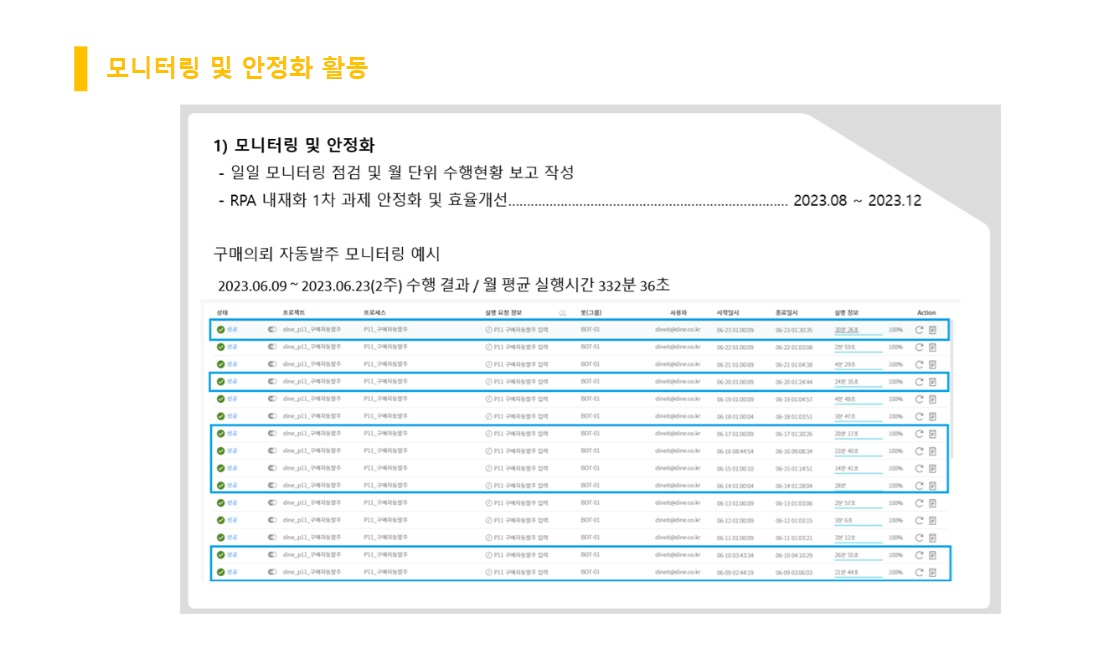 모니터링 및 안정화 활동
1) 모니터링 및 안정화
- 일일 모니터링 점검 및 월 단위 수행현황 보고 작성
- RPA 내재화 1차 과제 안정화 및 효율개선.............................................................................. 2023.08 ~ 2023.12
구매의뢰 자동발주 모니터링 예시
2023.06.09 ~ 2023.06.23(2주) 수행 결과 / 월 평균 실행시간 332분 36초
상태 프로젝트 프로세스 실행 요청 정보 봇(그룹) 사용자 시작일시 종료일시 실행 정보 Action
성공 dine_p11_구매자동발주 P11_구매자동발주 P11 구매자동발주 입력 BOT-01 dineit@dine.co.kr 06-23 01:00:09 06-23 01:30:35 30분 26초 100%
성공 dine_p11_구매자동발주 P11_구매자동발주 P11 구매자동발주 입력 BOT-01 dineit@dine.co.kr 06-22 01:00:09 06-22 01:03:08 2분 59초 100%
성공 dine_p11_구매자동발주 P11_구매자동발주 P11 구매자동발주 입력 BOT-01 dineit@dine.co.kr 06-21 01:00:09 06-21 01:04:38 4분 29초 100%
성공 dine_p11_구매자동발주 P11_구매자동발주 P11 구매자동발주 입력 BOT-01 dineit@dine.co.kr 06-20 01:00:09 06-20 01:24:44 24분 35초 100%
성공 dine_p11_구매자동발주 P11_구매자동발주 P11 구매자동발주 입력 BOT-01 dineit@dine.co.kr 06-19 01:00:09 06-19 01:04:57 4분 48초 100%
성공 dine_p11_구매자동발주 P11_구매자동발주 P11 구매자동발주 입력 BOT-01 dineit@dine.co.kr 06-18 01:00:04 06-18 01:03:51 3분 47초 100%
성공 dine_p11_구매자동발주 P11_구매자동발주 P11 구매자동발주 입력 BOT-01 dineit@dine.co.kr 06-17 01:00:09 06-17 01:20:26 20분 17초 100%
성공 dine_p11_구매자동발주 P11_구매자동발주 P11 구매자동발주 입력 BOT-01 dineit@dine.co.kr 06-16 08:44:54 06-16 09:08:34 23분 40초 100%
성공 dine_p11_구매자동발주 P11_구매자동발주 P11 구매자동발주 입력 BOT-01 dineit@dine.co.kr 06-15 01:00:10 06-15 01:14:51 14분 41초 100%
성공 dine_p11_구매자동발주 P11_구매자동발주 P11 구매자동발주 입력 BOT-01 dineit@dine.co.kr 06-14 01:00:04 06-14 01:28:04 28분 100%
성공 dine_p11_구매자동발주 P11_구매자동발주 P11 구매자동발주 입력 BOT-01 dineit@dine.co.kr 06-13 01:00:09 06-13 01:03:06 2분 57초 100%
성공 dine_p11_구매자동발주 P11_구매자동발주 P11 구매자동발주 입력 BOT-01 dineit@dine.co.kr 06-12 01:00:09 06-12 01:03:15 3분 6초 100%
성공 dine_p11_구매자동발주 P11_구매자동발주 P11 구매자동발주 입력 BOT-01 dineit@dine.co.kr 06-11 01:00:09 06-11 01:03:21 3분 12초 100%
성공 dine_p11_구매자동발주 P11_구매자동발주 P11 구매자동발주 입력 BOT-01 dineit@dine.co.kr 06-10 03:43:34 06-10 04:10:29 26분 55초 100%
성공 dine_p11_구매자동발주 P11_구매자동발주 P11 구매자동발주 입력 BOT-01 dineit@dine.co.kr 06-09 02:44:19 06-09 03:06:03 21분 44초 100%